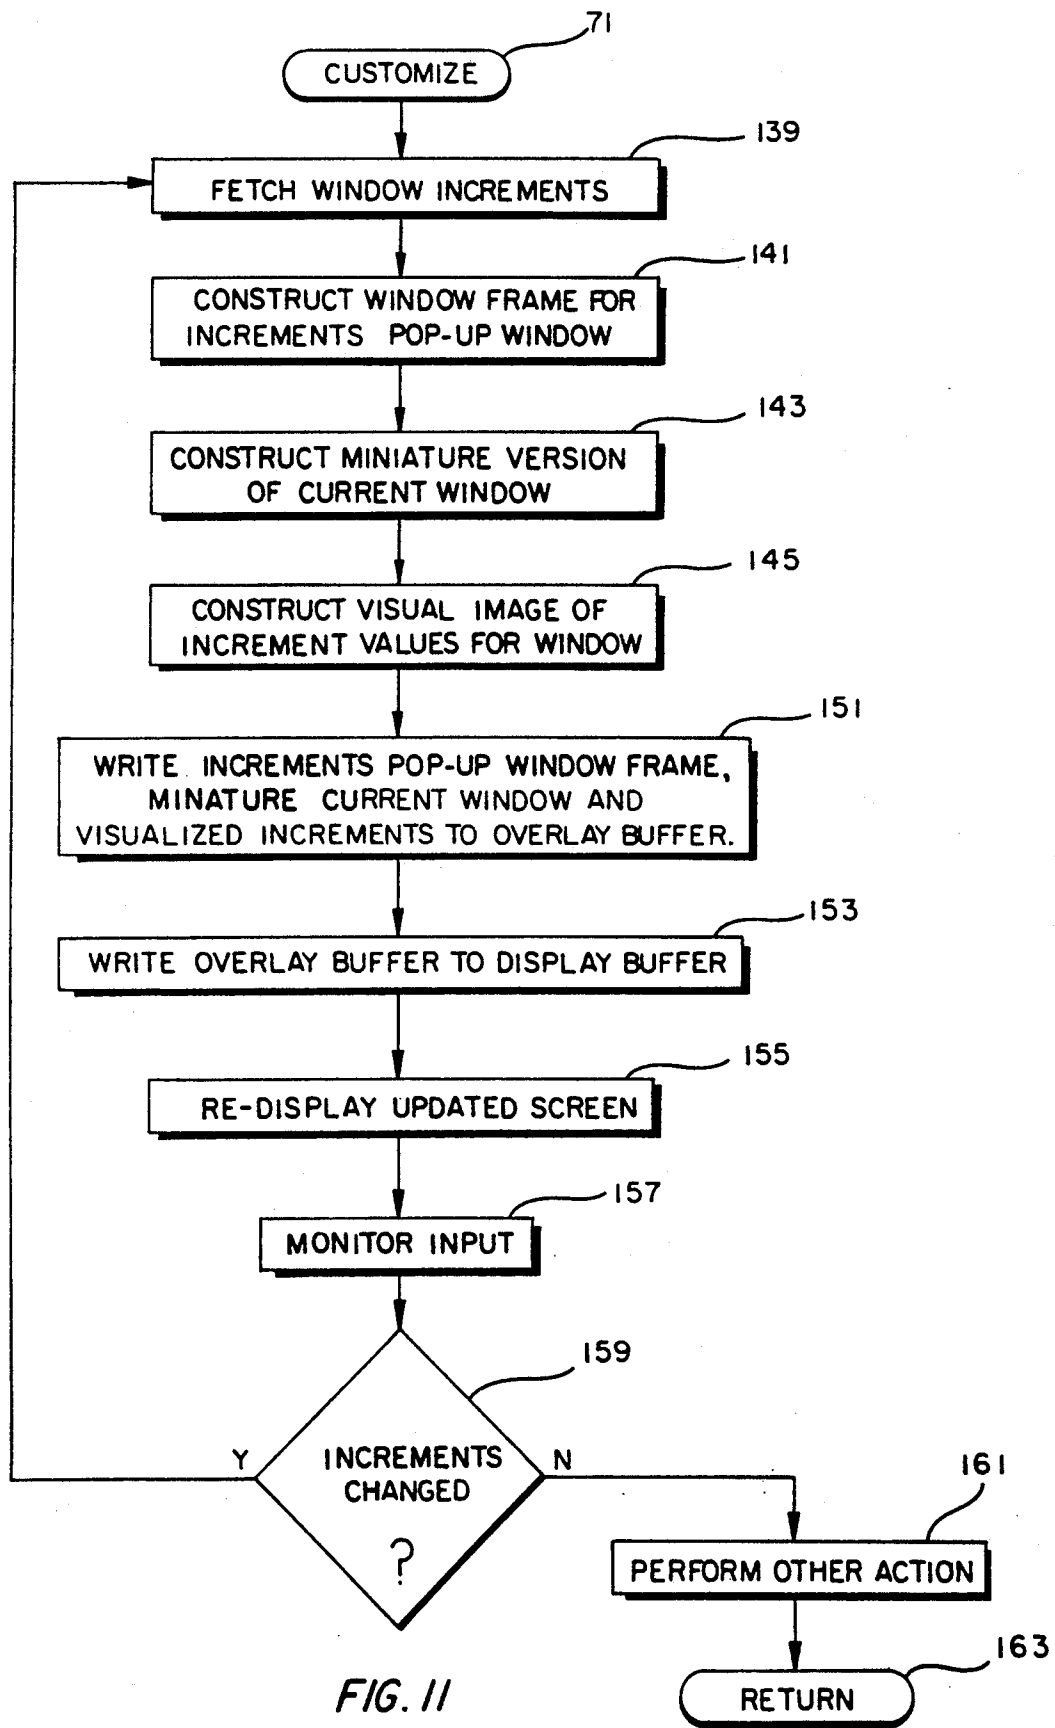 71
CUSTOMIZE
139
FETCH WINDOW INCREMENTS
141
CONSTRUCT WINDOW FRAME FOR
INCREMENTS POP-UP WINDOW
143
CONSTRUCT MINIATURE VERSION
OF CURRENT WINDOW
145
CONSTRUCT VISUAL IMAGE OF
INCREMENT VALUES FOR WINDOW
151
WRITE INCREMENTS POP-UP WINDOW FRAME,
MINATURE CURRENT WINDOW AND
VISUALIZED INCREMENTS TO OVERLAY BUFFER.
153
WRITE OVERLAY BUFFER TO DISPLAY BUFFER
155
RE-DISPLAY UPDATED SCREEN
157
MONITOR INPUT
159
Y
INCREMENTS
CHANGED
?
N
161
PERFORM OTHER ACTION
163
RETURN
FIG. 11